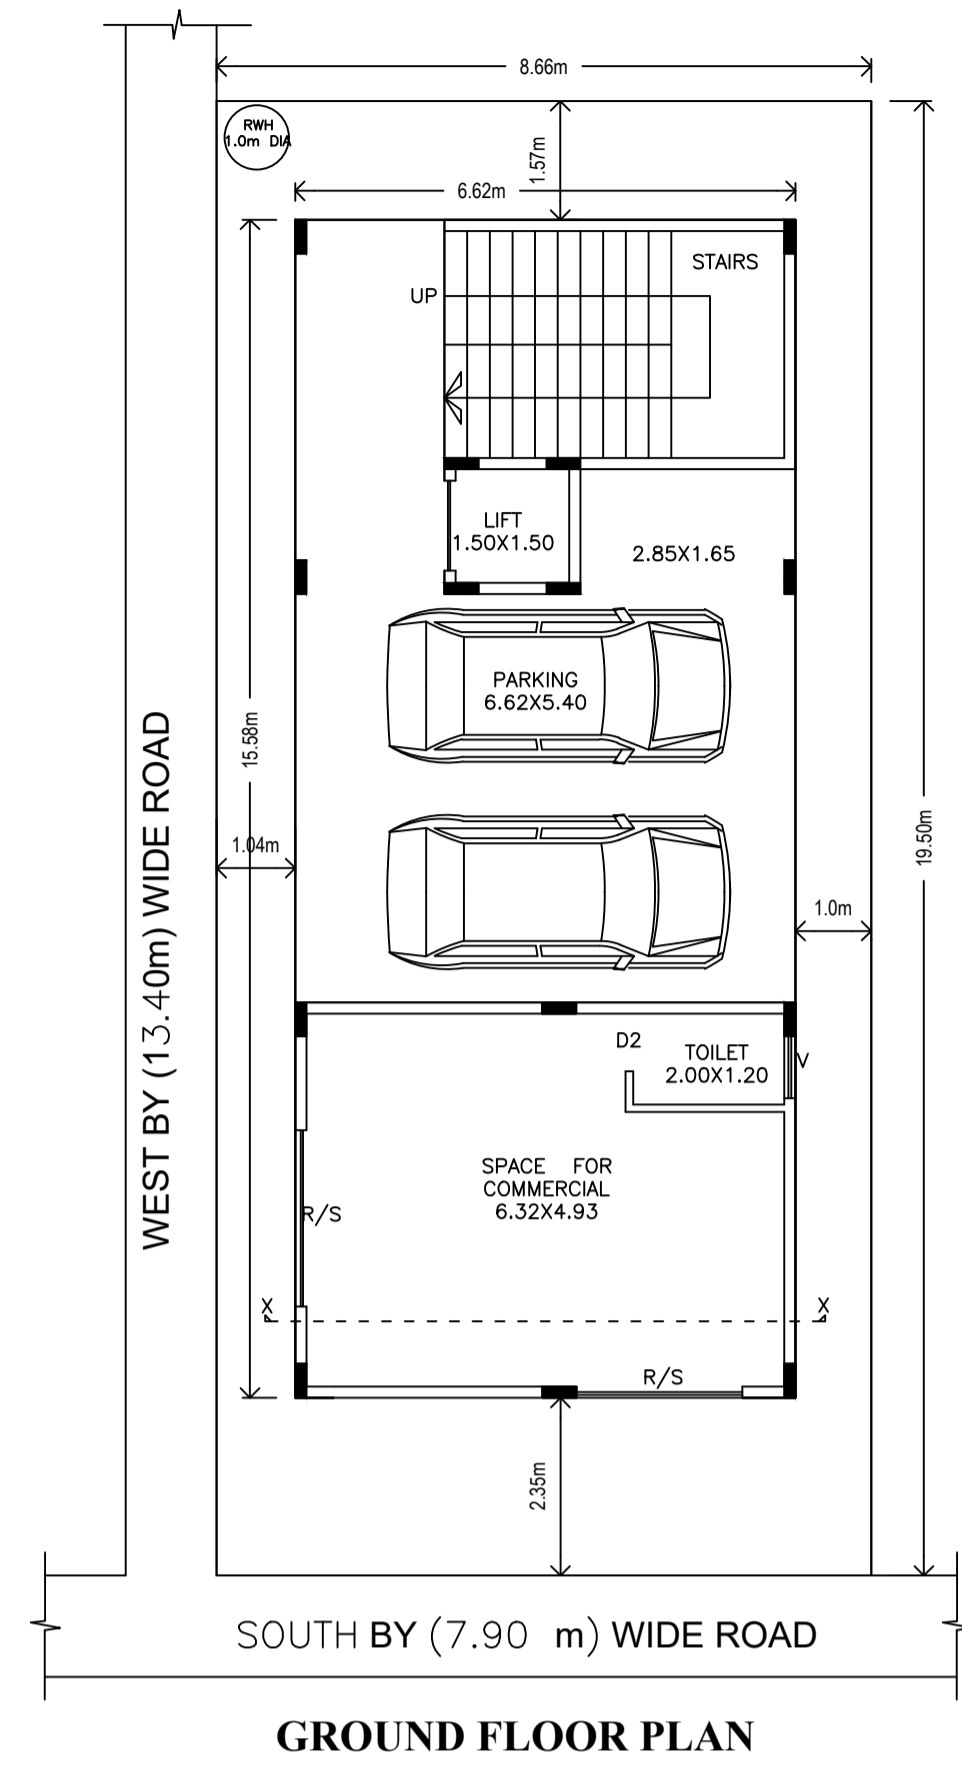 8.66m
RWH
1.0m DIA
1.57m
6.62m
STAIRS
UP
LIFT
1.50X1.50
2.85X1.65
PARKING
6.62X5.40
15.58m
WEST BY (13.40m) WIDE ROAD
1.04m
19.50m
1.0m
D2
TOILET
2.00X1.20
V
SPACE FOR
COMMERCIAL
6.32X4.93
R/S
X
X
R/S
2.35m
SOUTH BY (7.90 m) WIDE ROAD
GROUND FLOOR PLAN